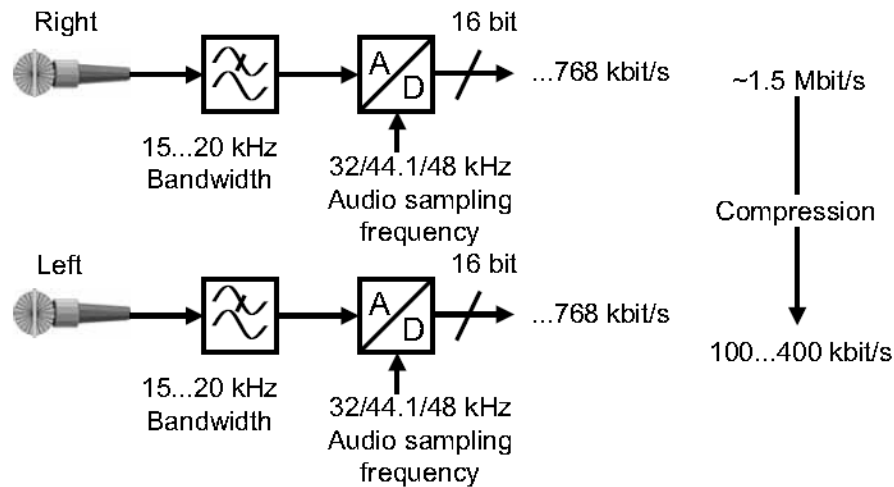 Right
16 bit
A
D
...768 kbit/s
15...20 kHz
Bandwidth
32/44.1/48 kHz
Audio sampling
frequency
Left
16 bit
A
D
...768 kbit/s
15...20 kHz
Bandwidth
32/44.1/48 kHz
Audio sampling
frequency
~1.5 Mbit/s
Compression
100...400 kbit/s